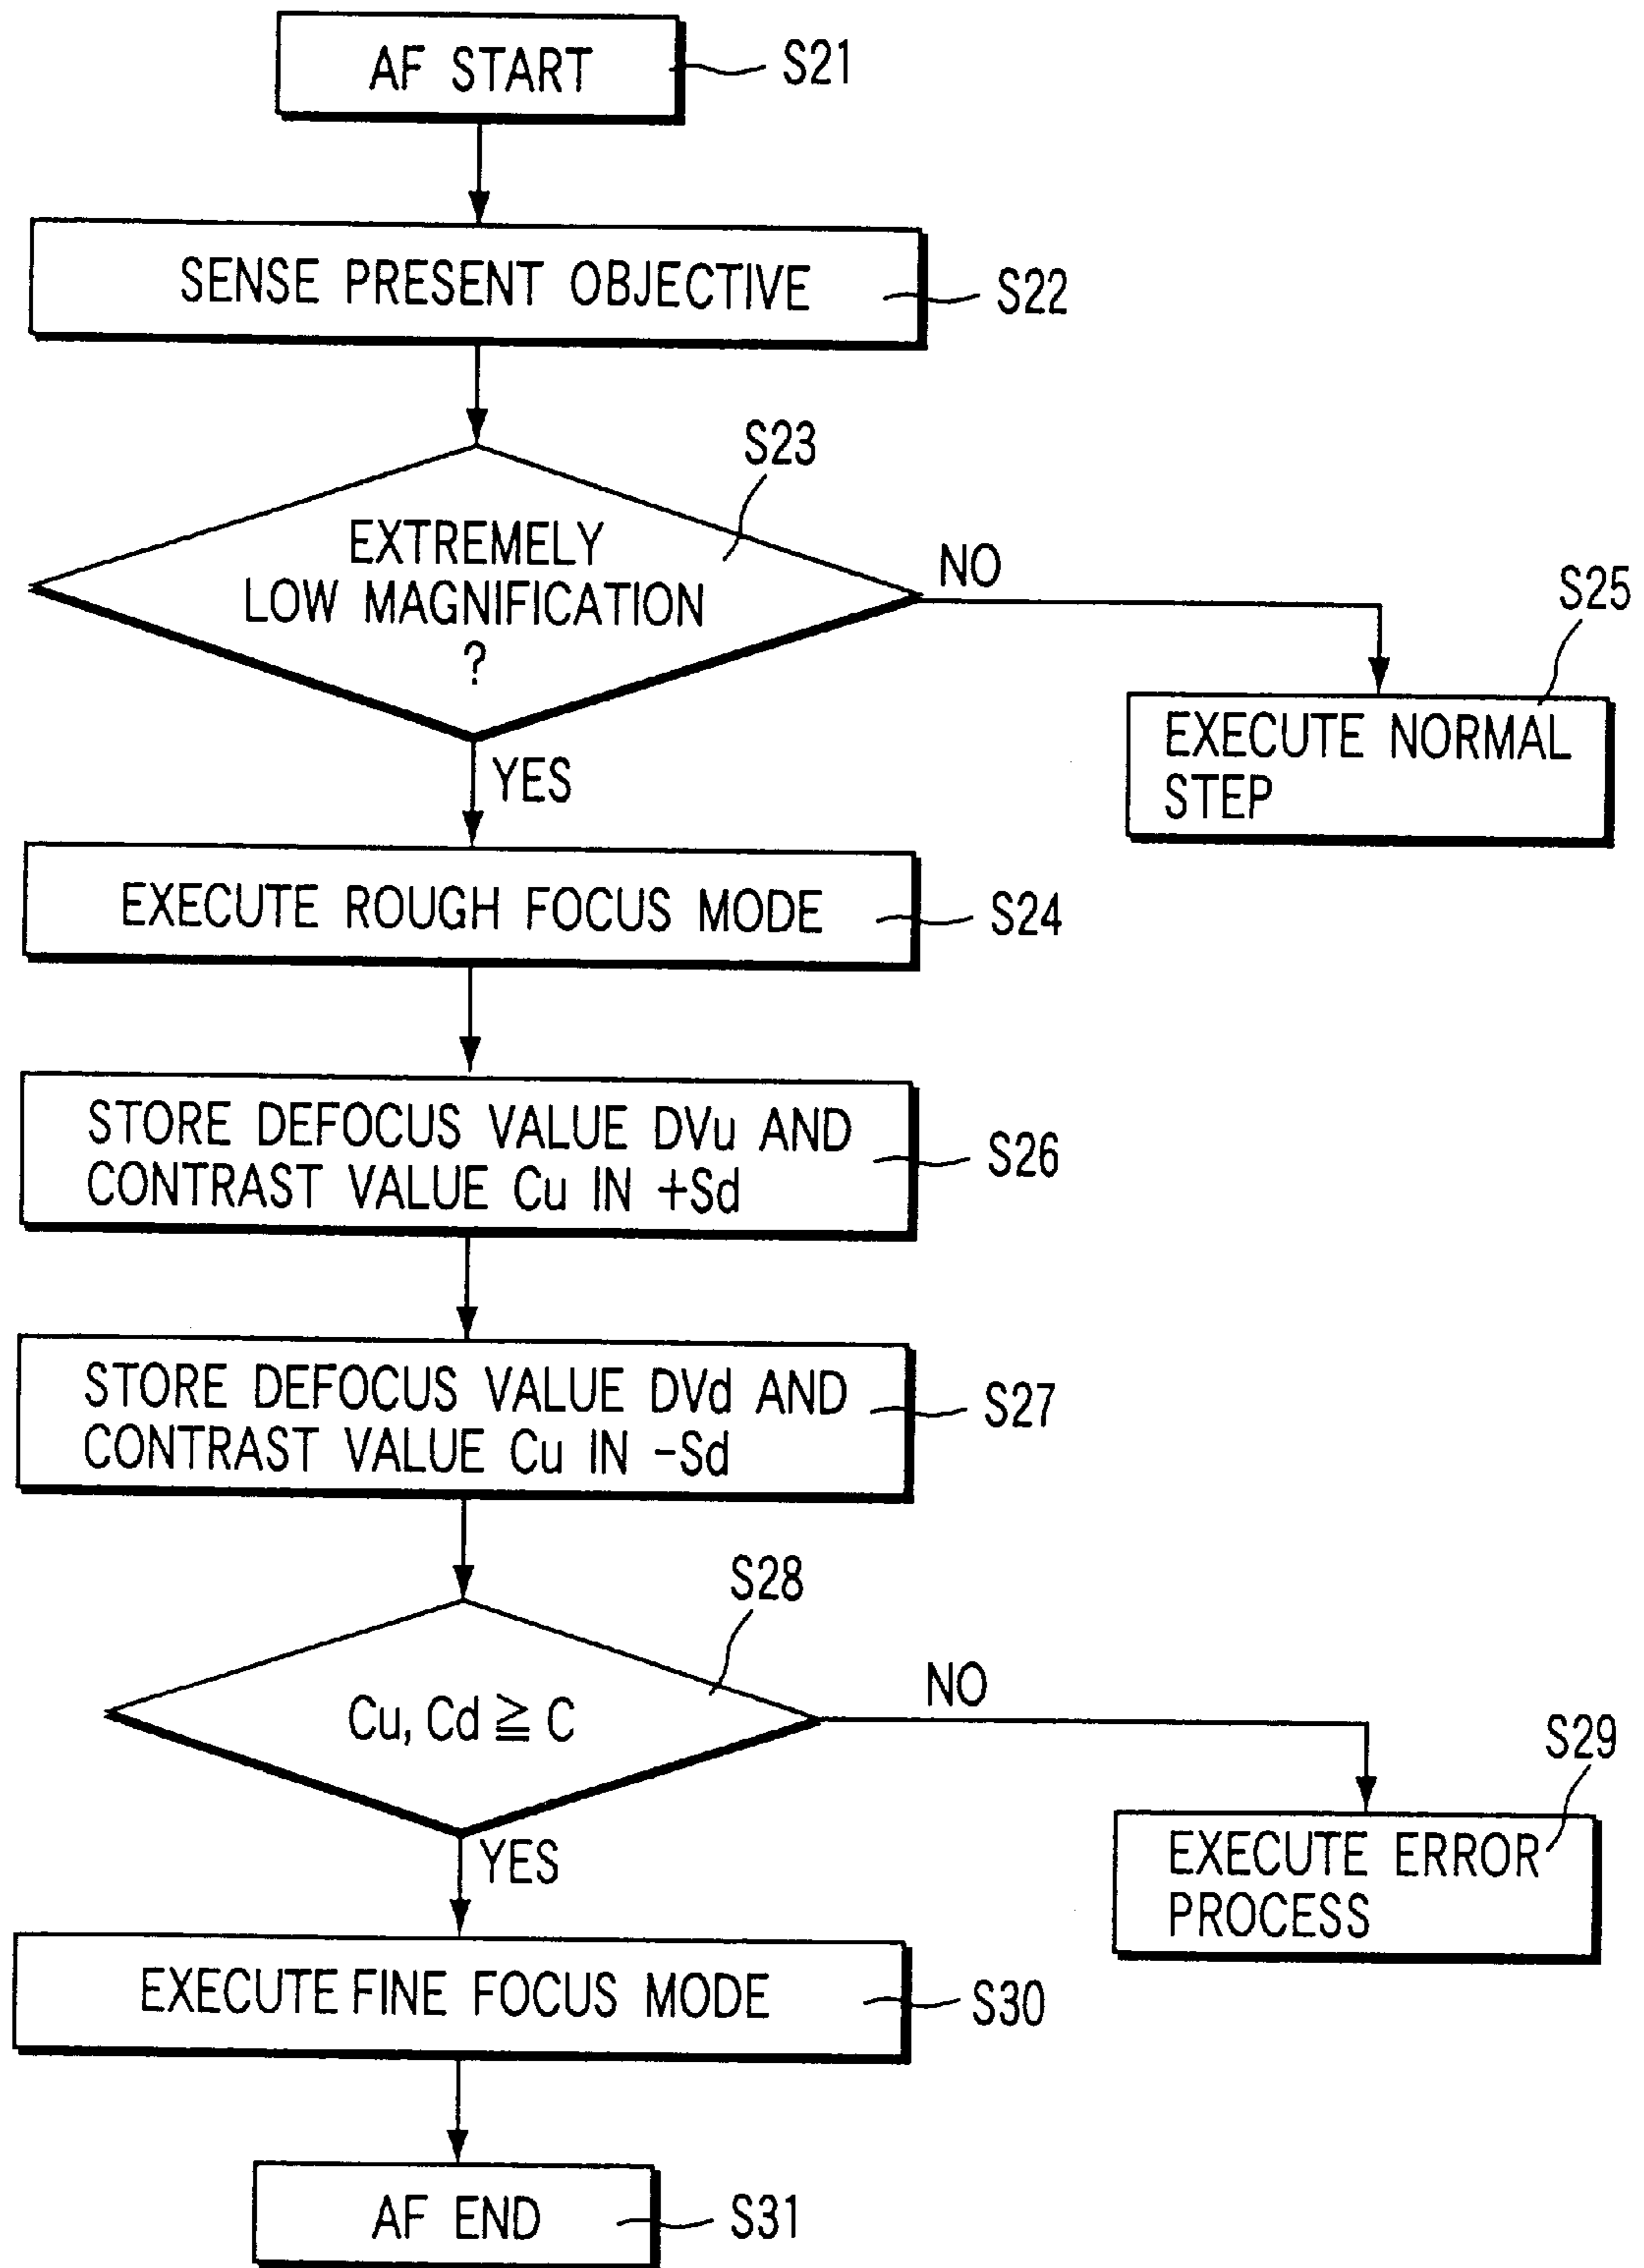 AF START
S21
SENSE PRESENT OBJECTIVE
S22
S23
EXTREMELY
LOW MAGNIFICATION
?
NO
S25
EXECUTE NORMAL
STEP
YES
EXECUTE ROUGH FOCUS MODE
S24
STORE DEFOCUS VALUE DVu AND
CONTRAST VALUE Cu IN +Sd
S26
STORE DEFOCUS VALUE DVd AND
CONTRAST VALUE Cu IN -Sd
S27
S28
Cu, Cd ≧ C
NO
S29
EXECUTE ERROR
PROCESS
YES
EXECUTE FINE FOCUS MODE
S30
AF END
S31